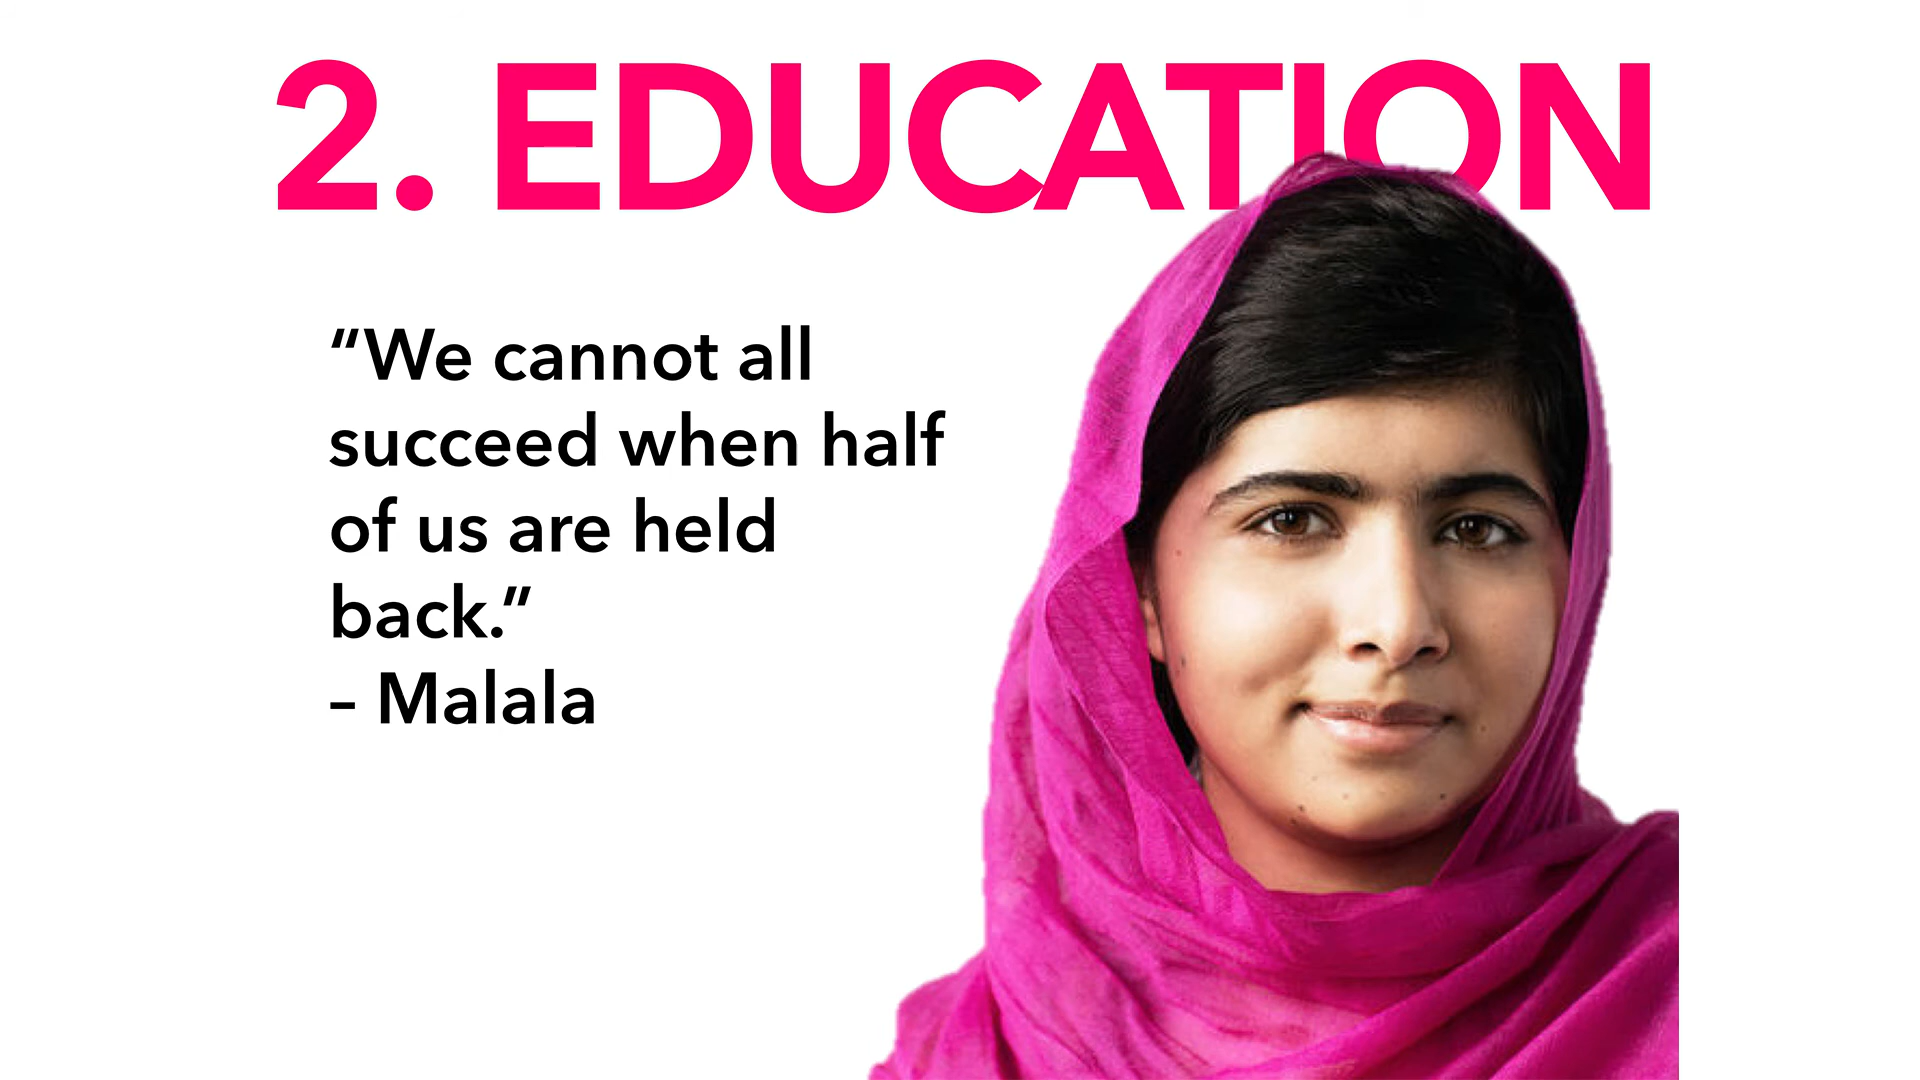 2. EDUCATION
“We cannot all
succeed when half
of us are held
back.”
– Malala